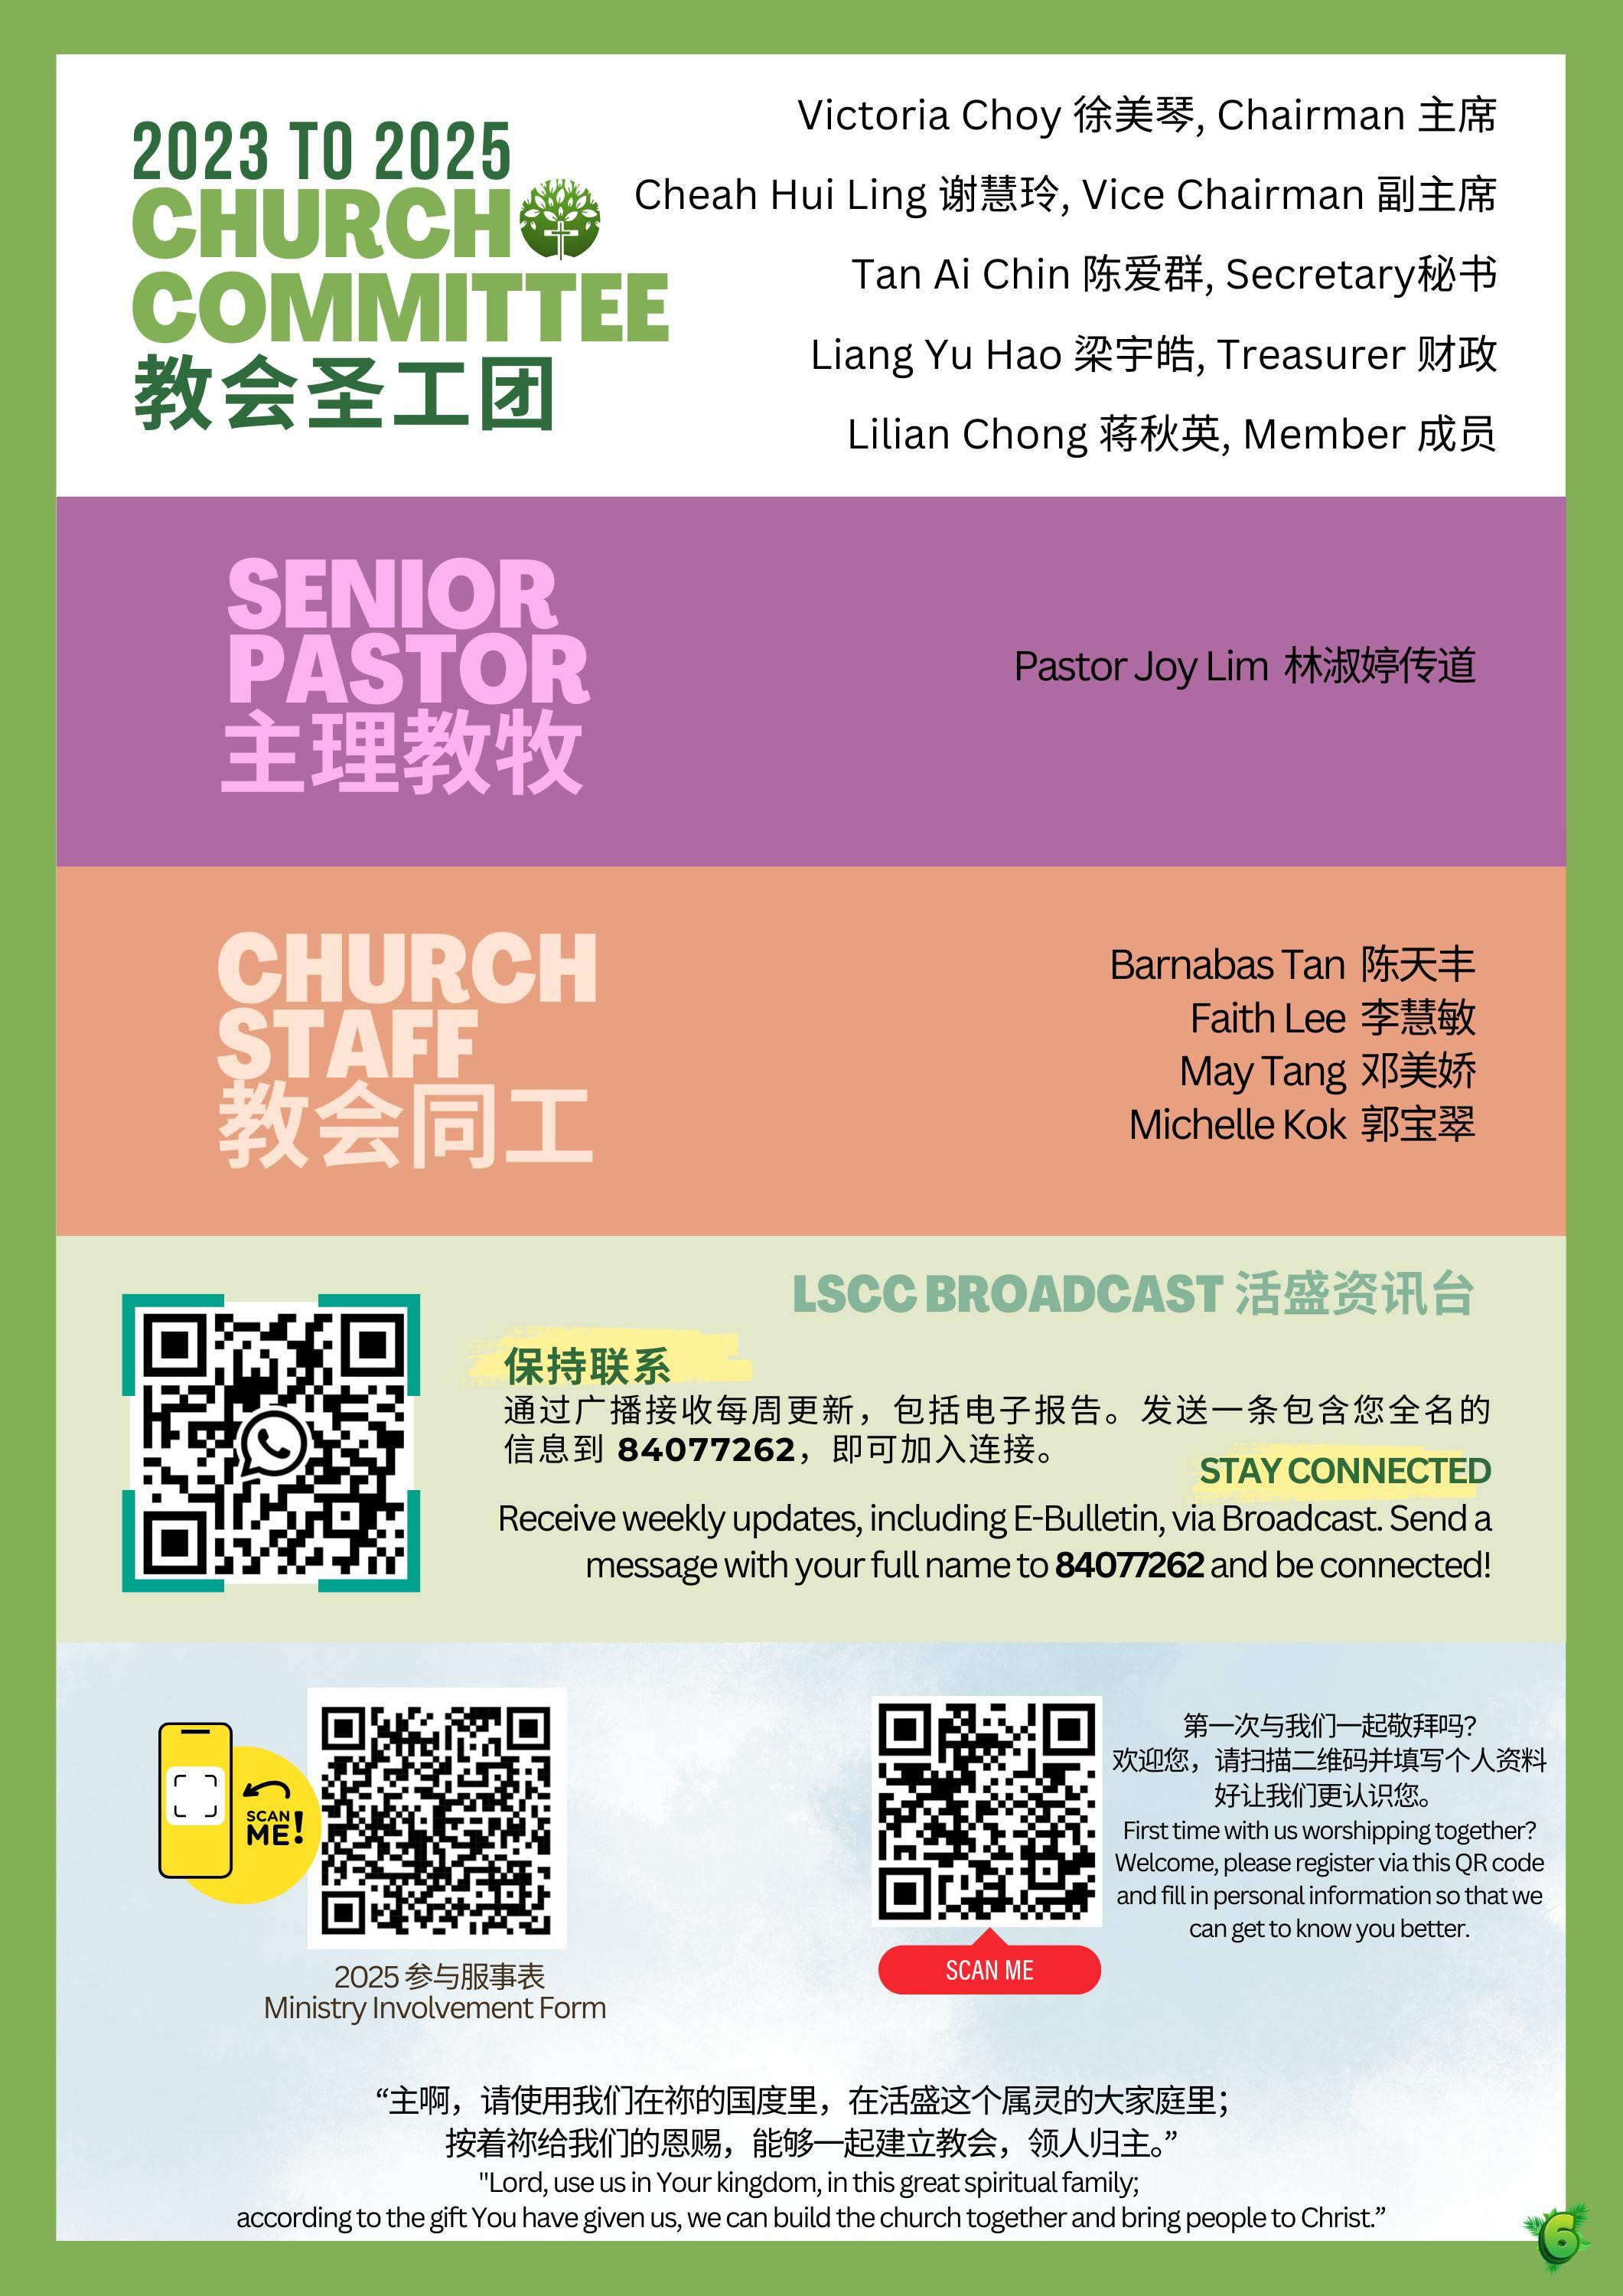 2023 TO 2025
CHURCH
COMMITTEE
教会圣工团
Victoria Choy 徐美琴, Chairman 主席
Cheah Hui Ling 谢慧玲, Vice Chairman 副主席
Tan Ai Chin 陈爱群, Secretary秘书
Liang Yu Hao 梁宇皓, Treasurer 财政
Lilian Chong 蒋秋英, Member 成员
SENIOR
PASTOR
主理教牧
Pastor Joy Lim 林淑婷传道
CHURCH
STAFF
教会同工
Barnabas Tan 陈天丰
Faith Lee 李慧敏
May Tang 邓美娇
Michelle Kok 郭宝翠
LSCC BROADCAST 活盛资讯台
保持联系
通过广播接收每周更新，包括电子报告。发送一条包含您全名的
信息到 84077262，即可加入连接。
STAY CONNECTED
Receive weekly updates, including E-Bulletin, via Broadcast. Send a
message with your full name to 84077262 and be connected!
SCAN
ME!
2025 参与服事表
Ministry Involvement Form
SCAN ME
第一次与我们一起敬拜吗?
欢迎您，请扫描二维码并填写个人资料
好让我们更认识您。
First time with us worshipping together?
Welcome, please register via this QR code
and fill in personal information so that we
can get to know you better.
“主啊，请使用我们在祢的国度里，在活盛这个属灵的大家庭里；
按着祢给我们的恩赐，能够一起建立教会，领人归主。”
"Lord, use us in Your kingdom, in this great spiritual family;
according to the gift You have given us, we can build the church together and bring people to Christ.”
6